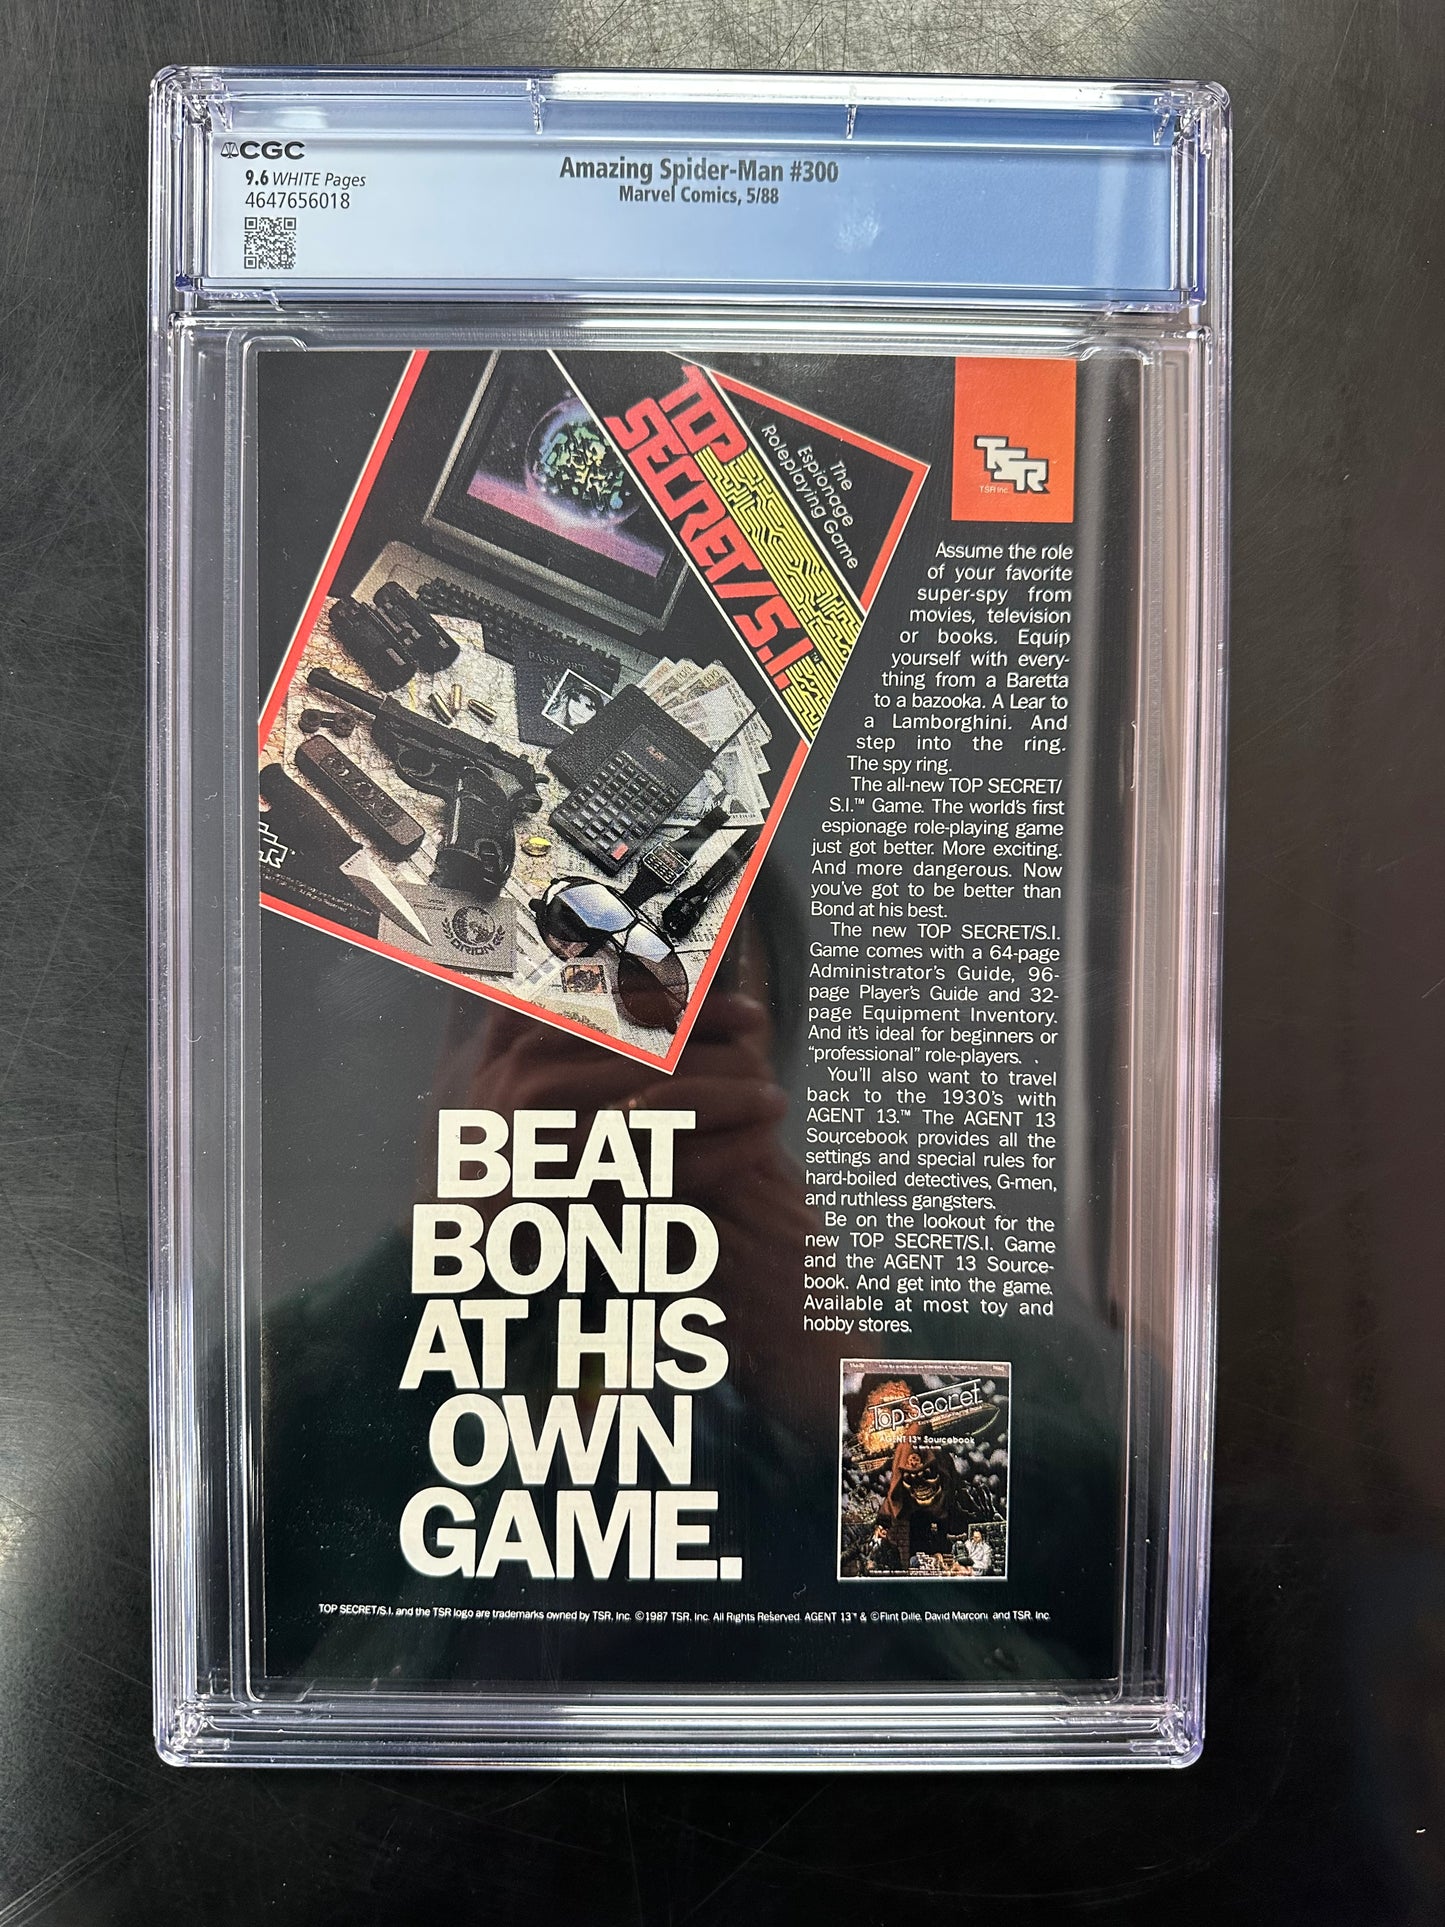 CGC
9.6 WHITE Pages
4647656018
Amazing Spider-Man #300
Marvel Comics, 5/88
TOP
SECRET/S.I.™
The
Espionage
Roleplaying Game
TSR
TSR Inc.
ORION
Assume the role
of your favorite
super-spy from
movies, television
or books. Equip
yourself with every-
thing from a Baretta
to a bazooka. A Lear to
a Lamborghini. And
step into the ring.
The spy ring.
The all-new TOP SECRET/
S.I.™ Game. The world's first
espionage role-playing game
just got better. More exciting.
And more dangerous. Now
you've got to be better than
Bond at his best.
The new TOP SECRET/S.I.
Game comes with a 64-page
Administrator's Guide, 96-
page Player's Guide and 32-
page Equipment Inventory.
And it's ideal for beginners or
"professional" role-players.
You'll also want to travel
back to the 1930's with
AGENT 13.™ The AGENT 13
Sourcebook provides all the
settings and special rules for
hard-boiled detectives, G-men,
and ruthless gangsters.
Be on the lookout for the
new TOP SECRET/S.I. Game
and the AGENT 13 Source-
book. And get into the game.
Available at most toy and
hobby stores.
BEAT
BOND
AT HIS
OWN
GAME.
Top Secret
AGENT 13™ Sourcebook
TOP SECRET/S.I. and the TSR logo are trademarks owned by TSR, Inc. ©1987 TSR, Inc. All Rights Reserved. AGENT 13™ & ©Flint Dille, David Marconi and TSR, Inc.